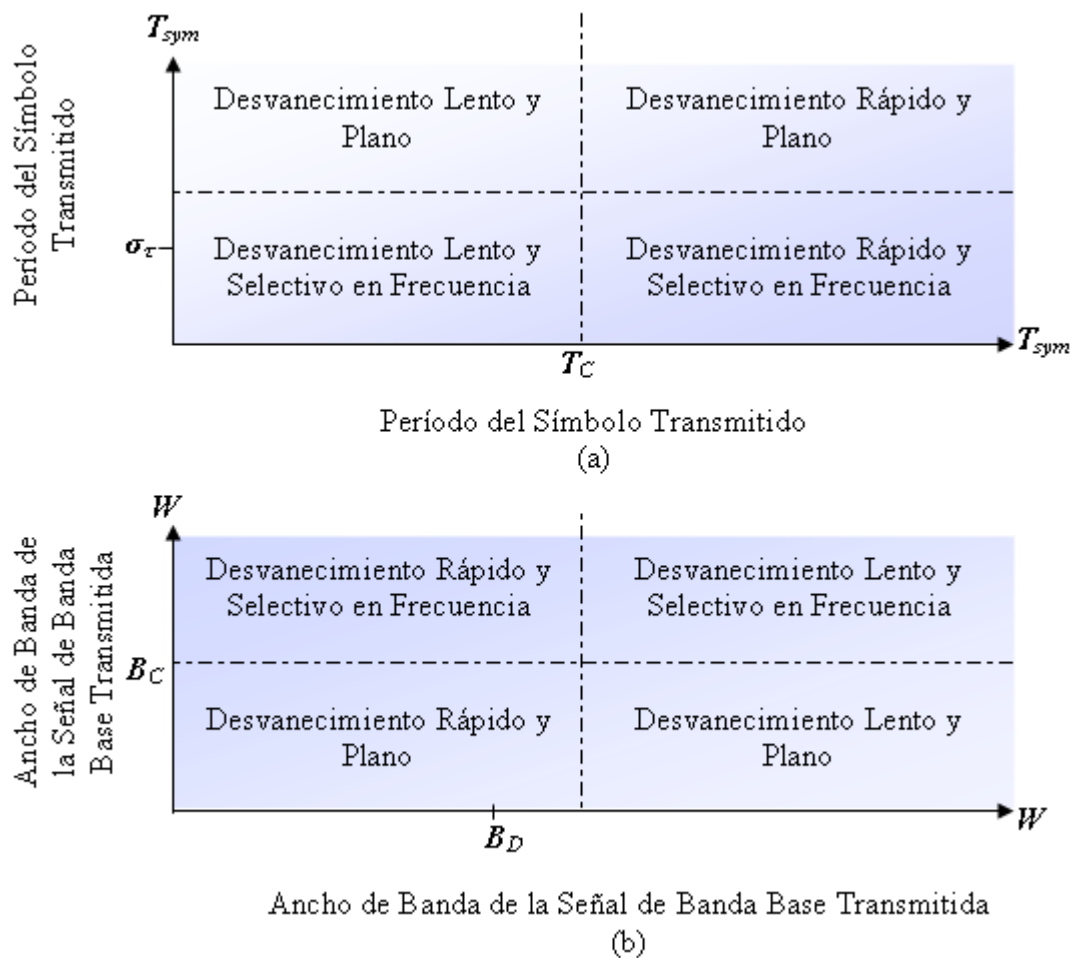 T_sym
Período del Símbolo
Transmitido
Desvanecimiento Lento y
Plano
Desvanecimiento Rápido y
Plano
σ_τ
Desvanecimiento Lento y
Selectivo en Frecuencia
Desvanecimiento Rápido y
Selectivo en Frecuencia
T_C
T_sym
Período del Símbolo Transmitido
(a)
W
Ancho de Banda de
la Señal de Banda
Base Transmitida
Desvanecimiento Rápido y
Selectivo en Frecuencia
Desvanecimiento Lento y
Selectivo en Frecuencia
B_C
Desvanecimiento Rápido y
Plano
Desvanecimiento Lento y
Plano
B_D
W
Ancho de Banda de la Señal de Banda Base Transmitida
(b)